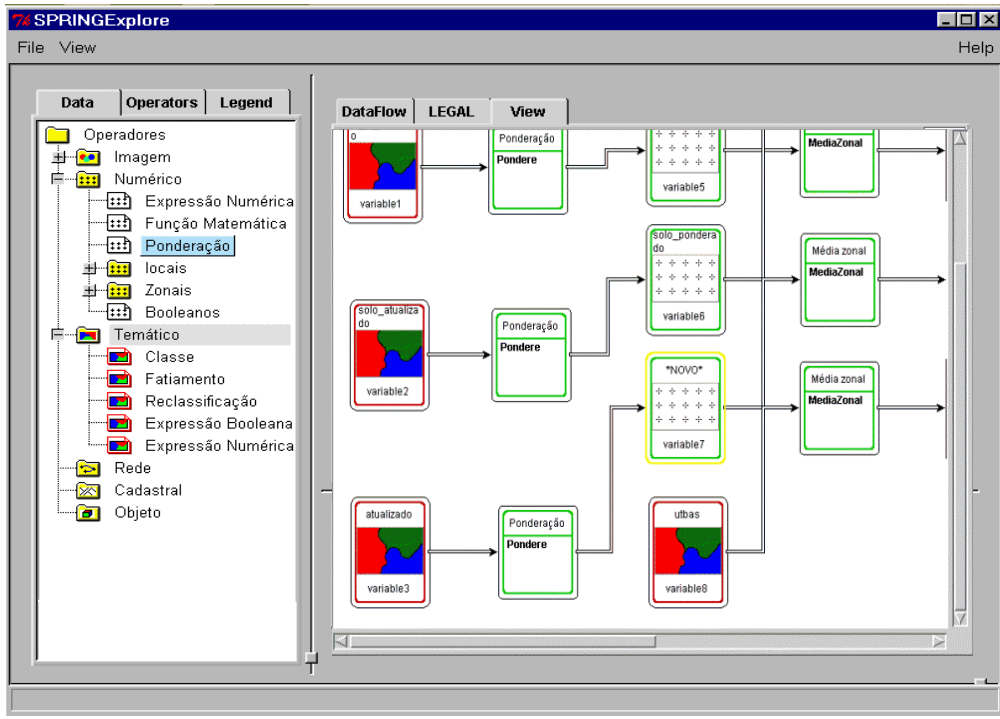 SPRINGExplore
File View Help
Data Operators Legend
DataFlow LEGAL View
Operadores
Imagem
Numérico
Expressão Numérica
Função Matemática
Ponderação
locais
Zonais
Booleanos
Temático
Classe
Fatiamento
Reclassificação
Expressão Booleana
Expressão Numérica
Rede
Cadastral
Objeto
o
variable1
Ponderação
Pondere
variable5
MediaZonal
solo_pondera
do
variable6
Média zonal
MediaZonal
solo_atualiza
do
variable2
Ponderação
Pondere
*NOVO*
variable7
Média zonal
MediaZonal
atualizado
variable3
Ponderação
Pondere
utbas
variable8